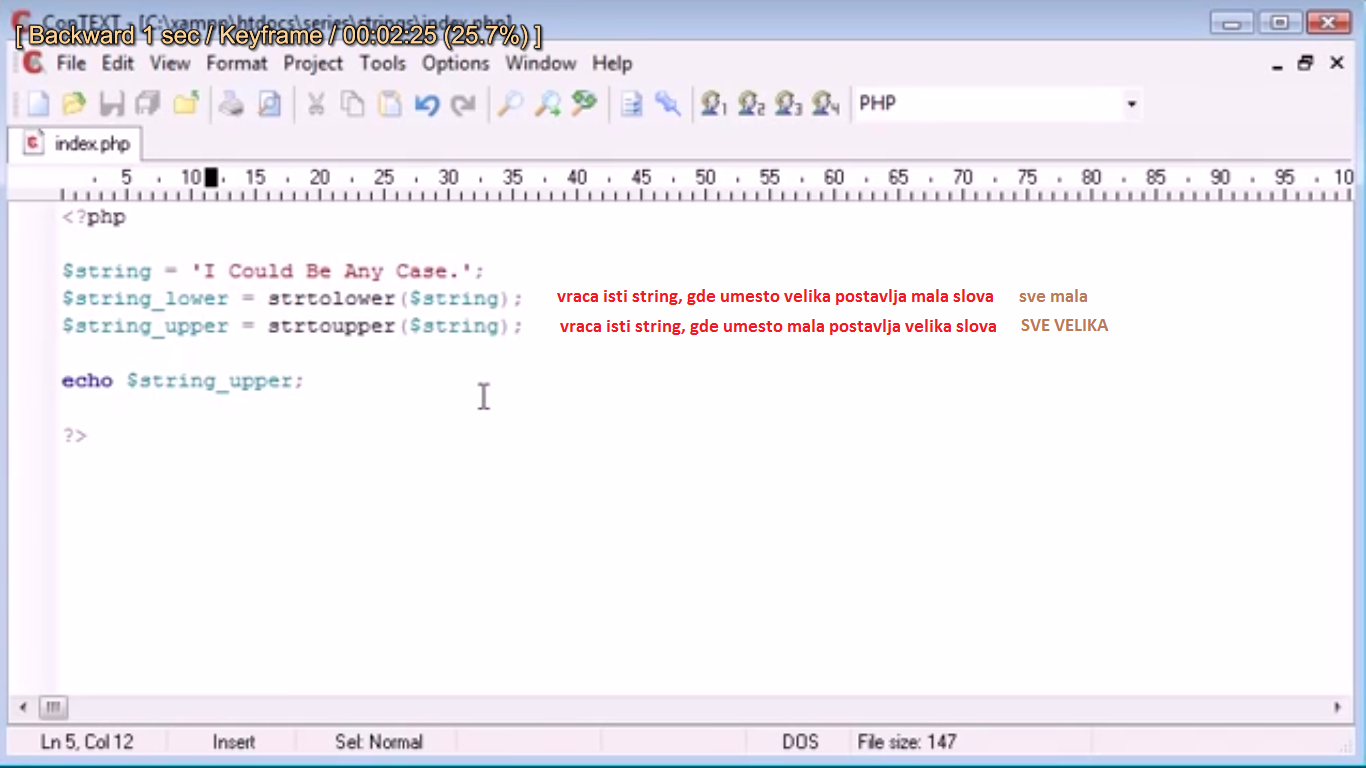 ConTEXT - [C:\xampp\htdocs\series\strings\index.php]
[ Backward 1 sec / Keyframe / 00:02:25 (25.7%) ]
File Edit View Format Project Tools Options Window Help
1 2 3 4 PHP
index.php
5 10 15 20 25 30 35 40 45 50 55 60 65 70 75 80 85 90 95 10
<?php
$string = 'I Could Be Any Case.';
$string_lower = strtolower($string); vraca isti string, gde umesto velika postavlja mala slova sve mala
$string_upper = strtoupper($string); vraca isti string, gde umesto mala postavlja velika slova SVE VELIKA
echo $string_upper;
?>
Ln 5, Col 12 Insert Sel: Normal DOS File size: 147